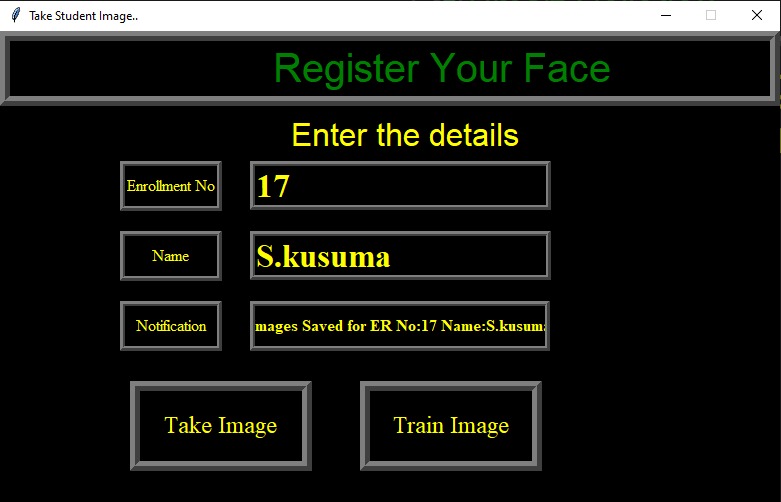 Take Student Image..
Register Your Face
Enter the details
Enrollment No
17
Name
S.kusuma
Notification
mages Saved for ER No:17 Name:S.kusuma
Take Image
Train Image